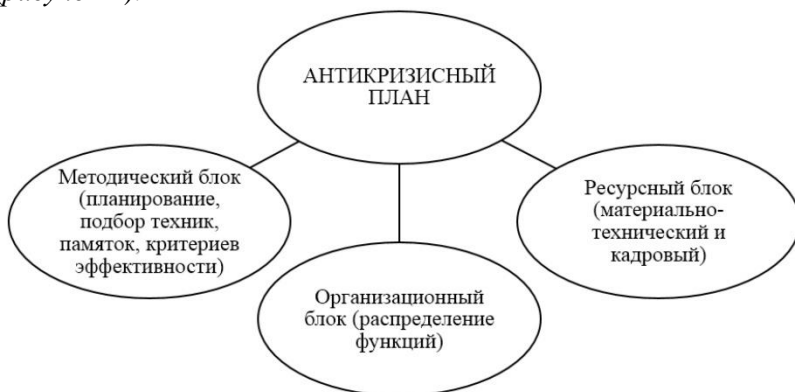 АНТИКРИЗИСНЫЙ
ПЛАН
Методический блок
(планирование,
подбор техник,
памяток, критериев
эффективности)
Организационный
блок (распределение
функций)
Ресурсный блок
(материально-
технический и
кадровый)